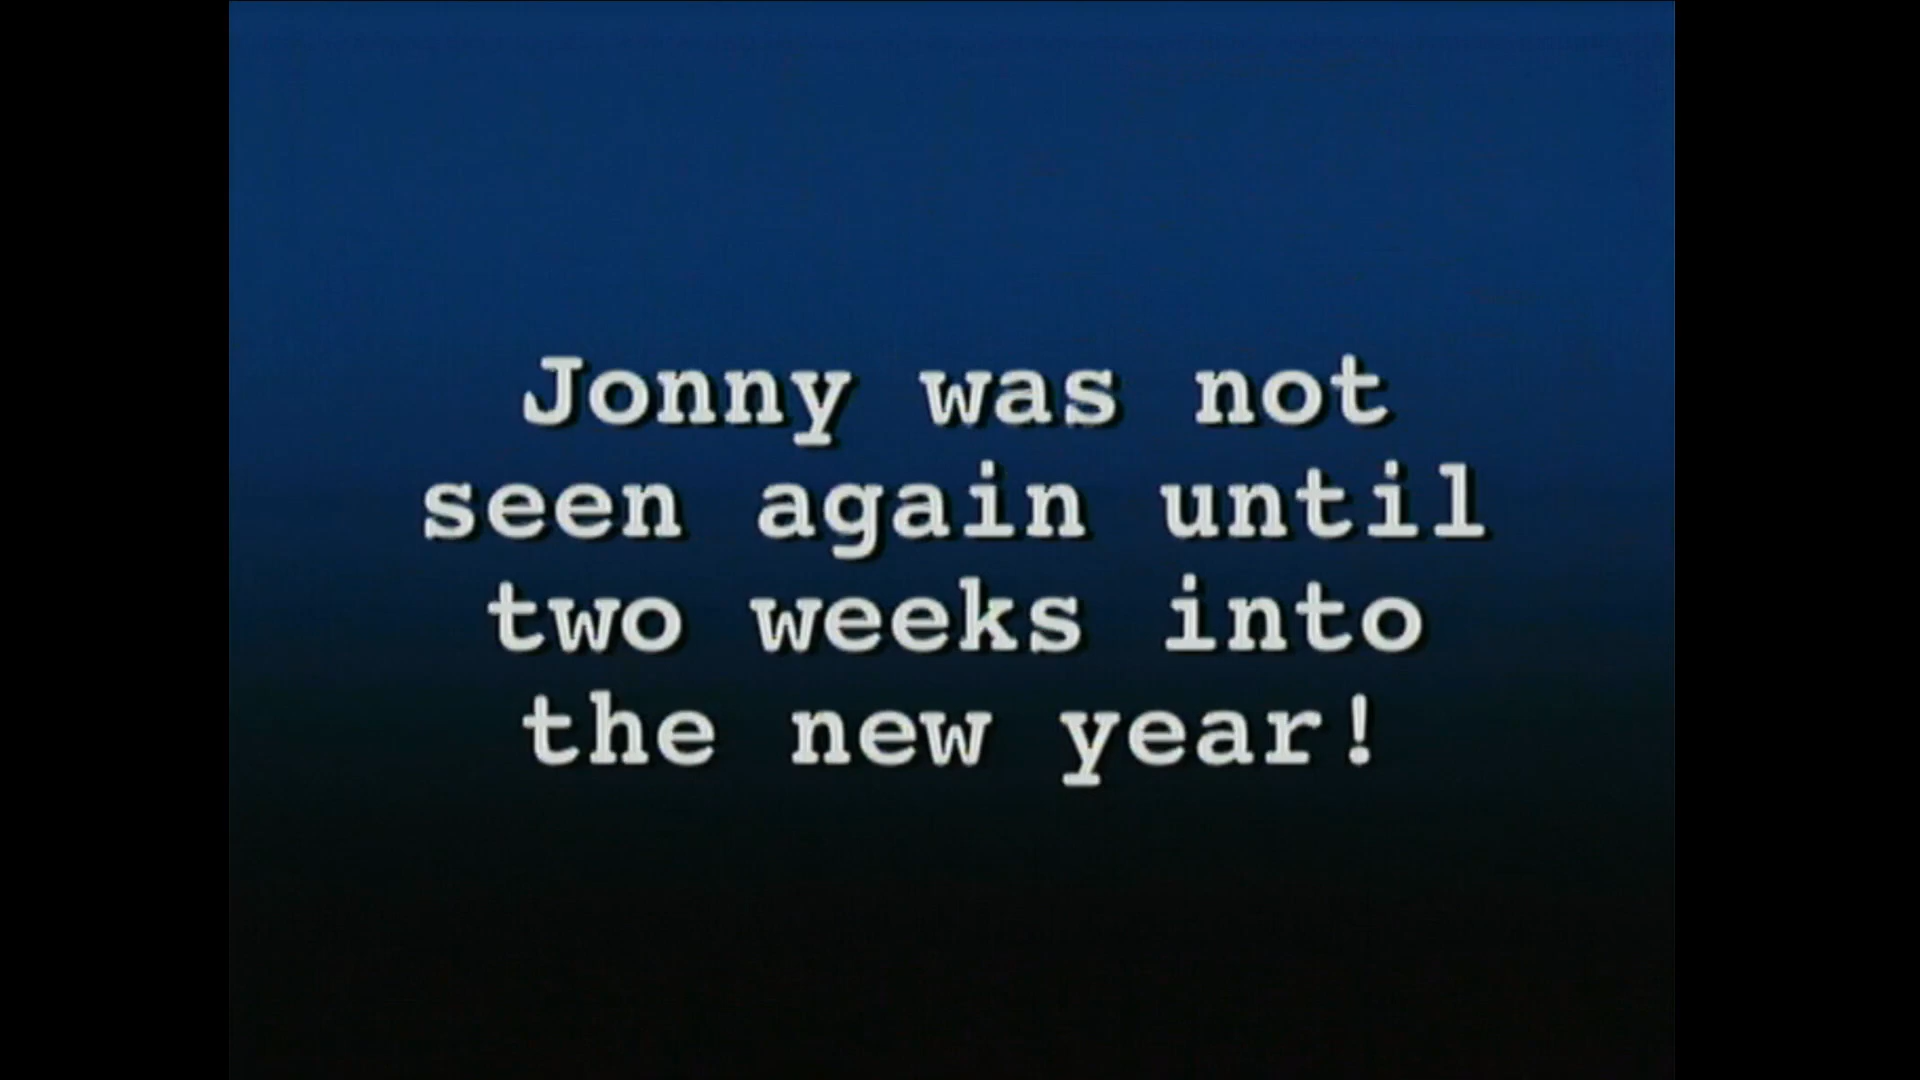 Jonny was not
seen again until
two weeks into
the new year!